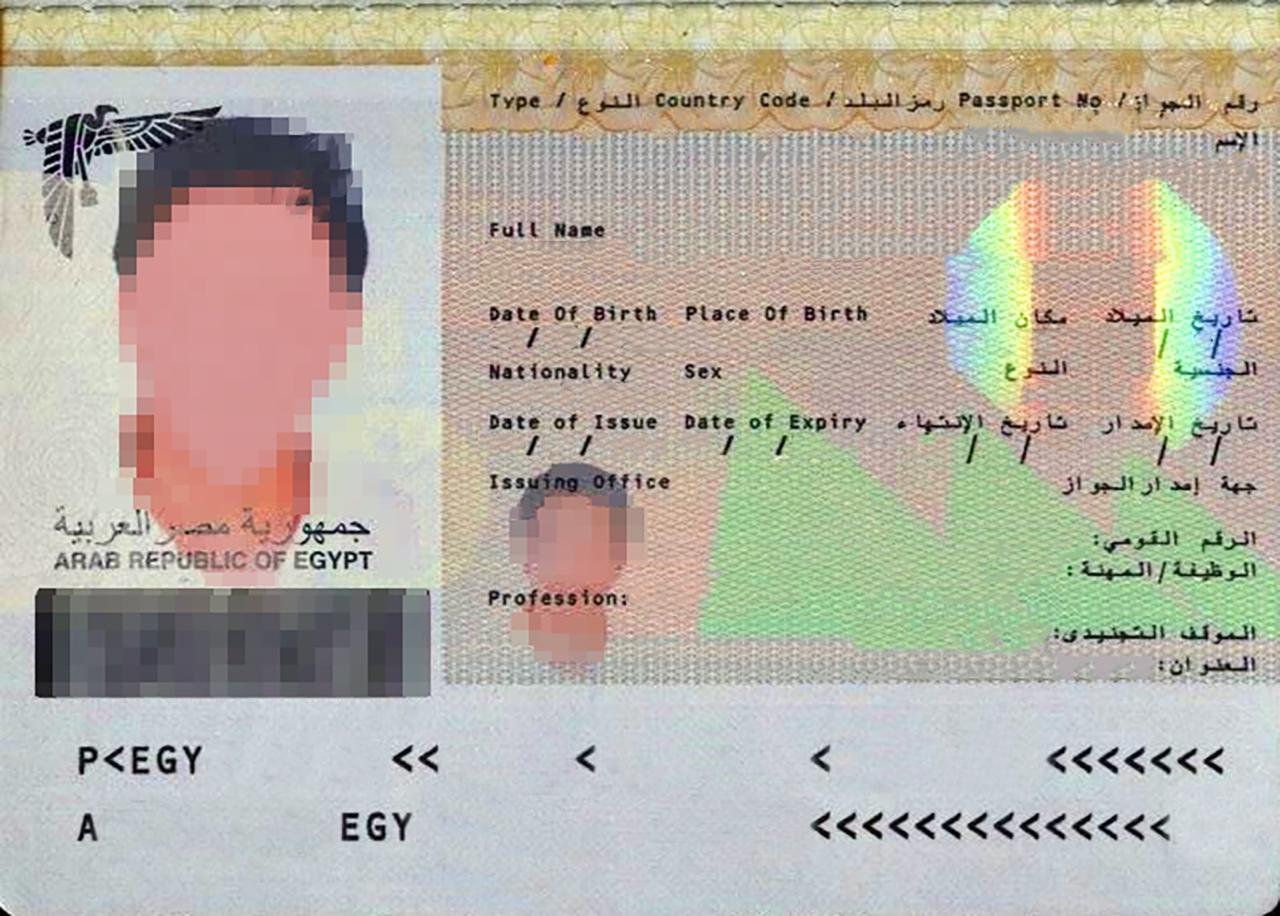 Type / النوع Country Code / رمز البلد Passport No / رقم الجواز
الإسم
Full Name
Date Of Birth Place Of Birth مكان الميلاد تاريخ الميلاد
/ / / /
Nationality Sex النوع الجنسية
Date of Issue Date of Expiry تاريخ الإنتهاء تاريخ الإصدار
/ / / / / / / /
Issuing Office جهة إصدار الجواز
جمهورية مصر العربية
ARAB REPUBLIC OF EGYPT
الرقم القومي:
الوظيفة/المهنة:
Profession:
الموقف التجنيدى:
العنوان:
P<EGY << < < <<<<<<<
A EGY <<<<<<<<<<<<<<<